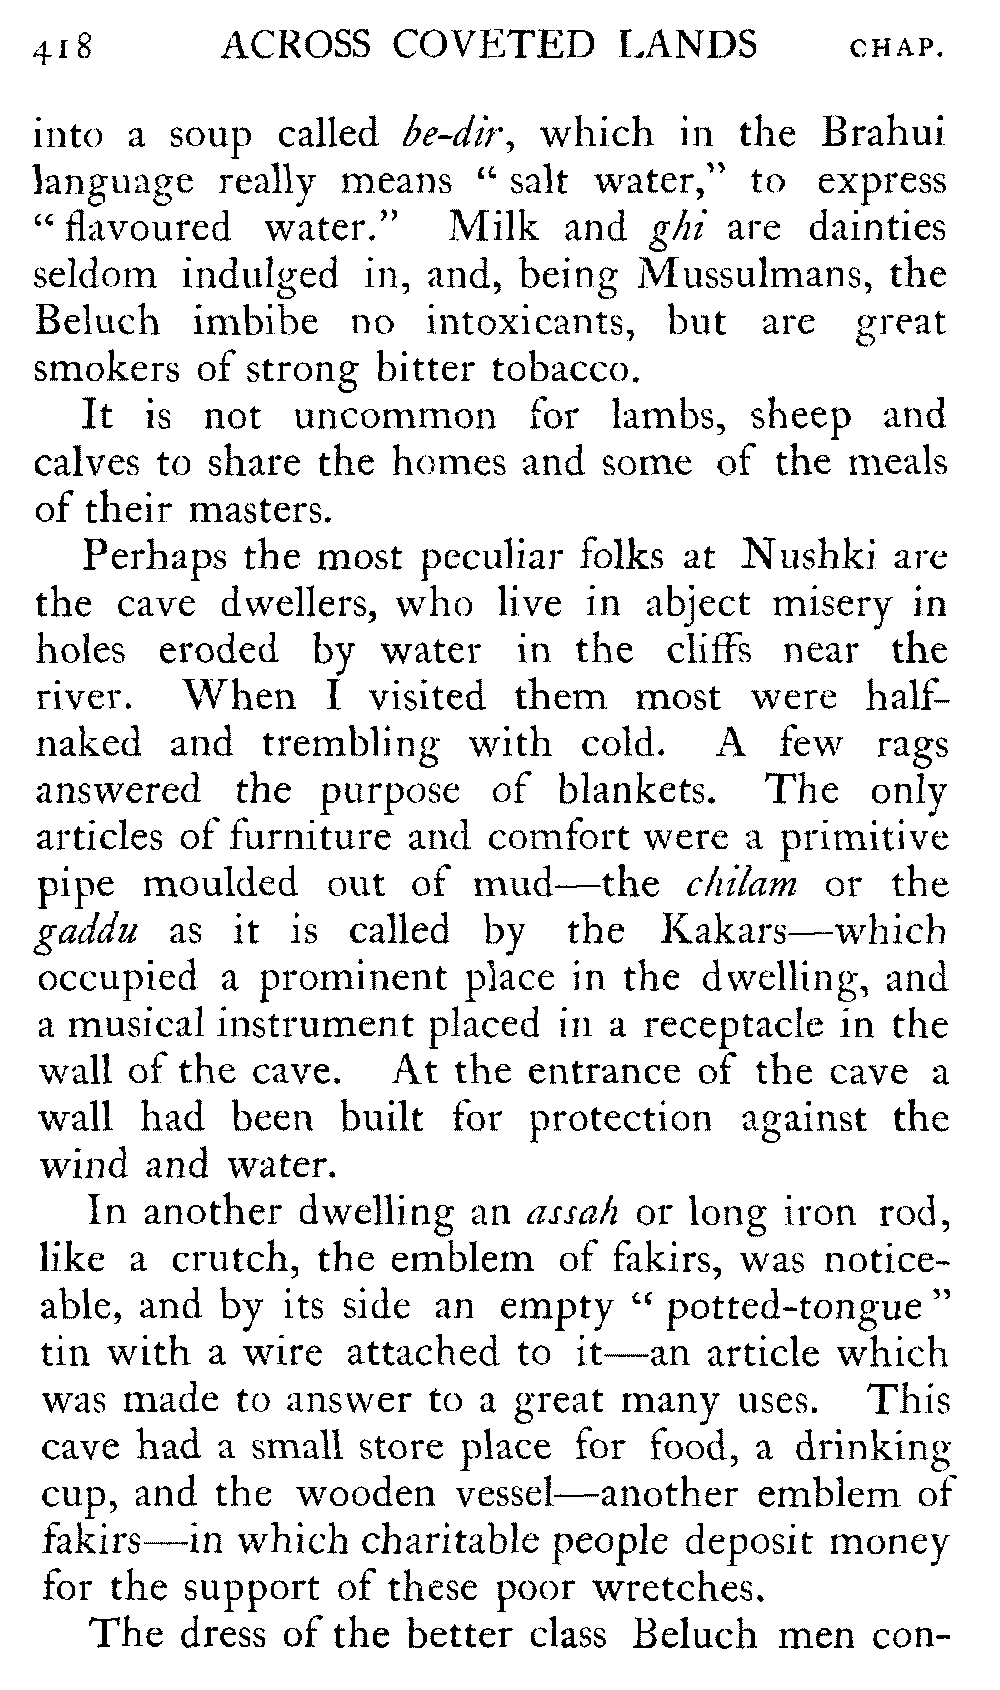 418 ACROSS COVETED LANDS CHAP.
into a soup called be-dir, which in the Brahui
language really means “ salt water,” to express
“ flavoured water.” Milk and ghi are dainties
seldom indulged in, and, being Mussulmans, the
Beluch imbibe no intoxicants, but are great
smokers of strong bitter tobacco.
It is not uncommon for lambs, sheep and
calves to share the homes and some of the meals
of their masters.
Perhaps the most peculiar folks at Nushki are
the cave dwellers, who live in abject misery in
holes eroded by water in the cliffs near the
river. When I visited them most were half-
naked and trembling with cold. A few rags
answered the purpose of blankets. The only
articles of furniture and comfort were a primitive
pipe moulded out of mud—the chilam or the
gaddu as it is called by the Kakars—which
occupied a prominent place in the dwelling, and
a musical instrument placed in a receptacle in the
wall of the cave. At the entrance of the cave a
wall had been built for protection against the
wind and water.
In another dwelling an assah or long iron rod,
like a crutch, the emblem of fakirs, was notice-
able, and by its side an empty “ potted-tongue ”
tin with a wire attached to it—an article which
was made to answer to a great many uses. This
cave had a small store place for food, a drinking
cup, and the wooden vessel—another emblem of
fakirs—in which charitable people deposit money
for the support of these poor wretches.
The dress of the better class Beluch men con-